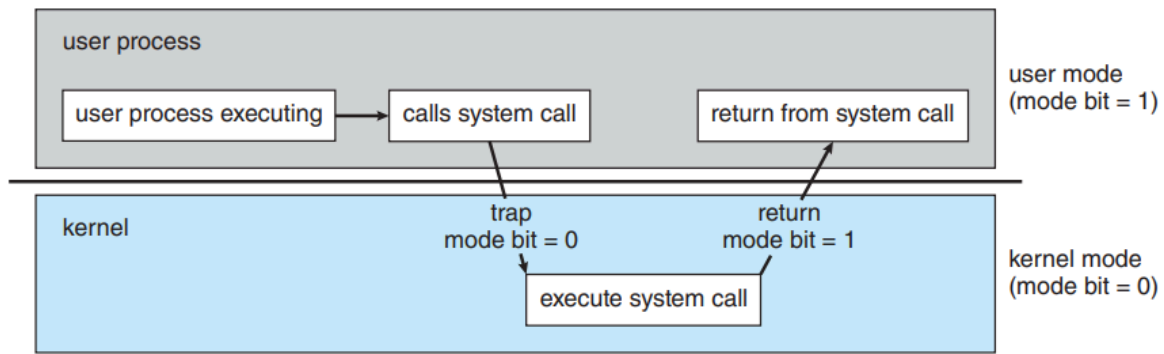 user process
user process executing
calls system call
return from system call
user mode
(mode bit = 1)
kernel
trap
mode bit = 0
return
mode bit = 1
execute system call
kernel mode
(mode bit = 0)